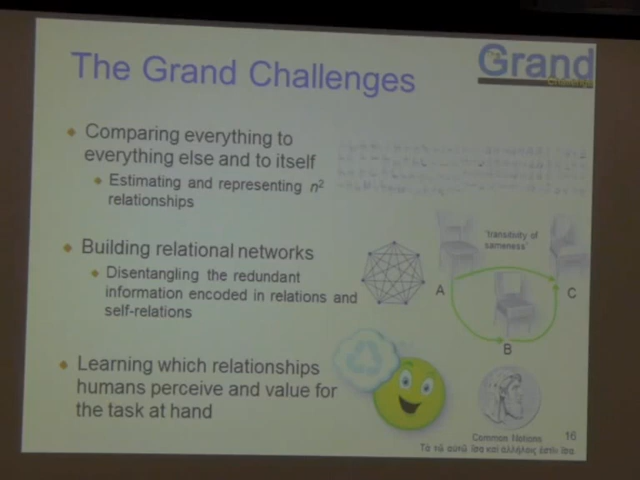 The Grand Challenges
Grand
Challenge
Comparing everything to
everything else and to itself
Estimating and representing n²
relationships
'transitivity of
sameness'
Building relational networks
Disentangling the redundant
information encoded in relations and
self-relations
A
C
B
Learning which relationships
humans perceive and value for
the task at hand
Common Notions
16
Τὰ τῷ αὐτῷ ἴσα καὶ ἀλλήλοις ἐστὶν ἴσα